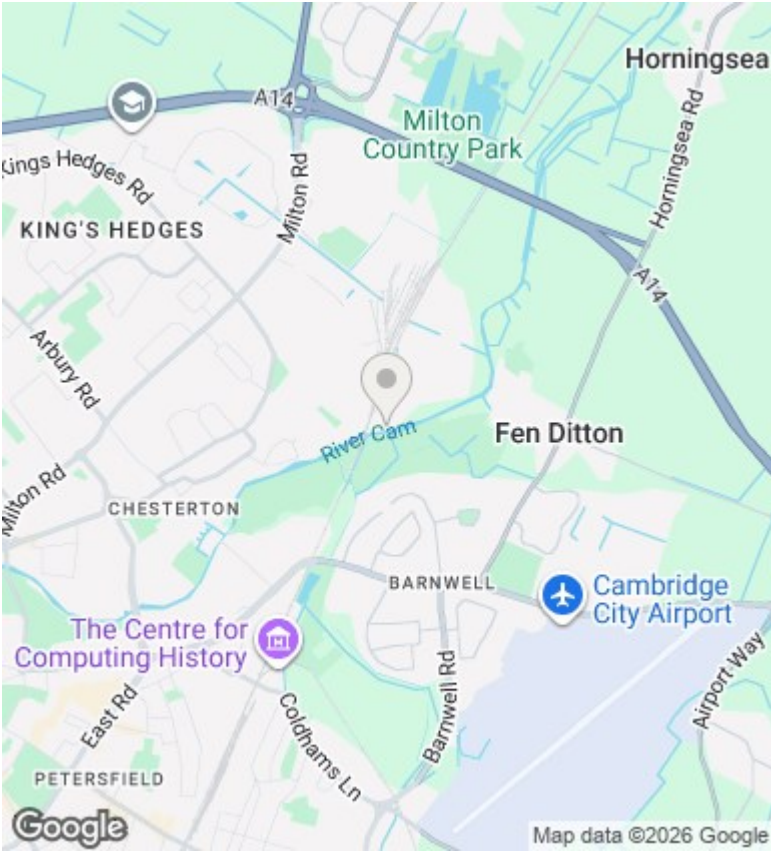 Horningsea
A14
Milton
Country Park
Kings Hedges Rd
Milton Rd
Horningsea Rd
KING'S HEDGES
A14
Arbury Rd
River Cam
Fen Ditton
Milton Rd
CHESTERTON
BARNWELL
Cambridge
City Airport
The Centre for
Computing History
Airport Way
Barnwell Rd
East Rd
Coldhams Ln
PETERSFIELD
Google
Map data ©2026 Google